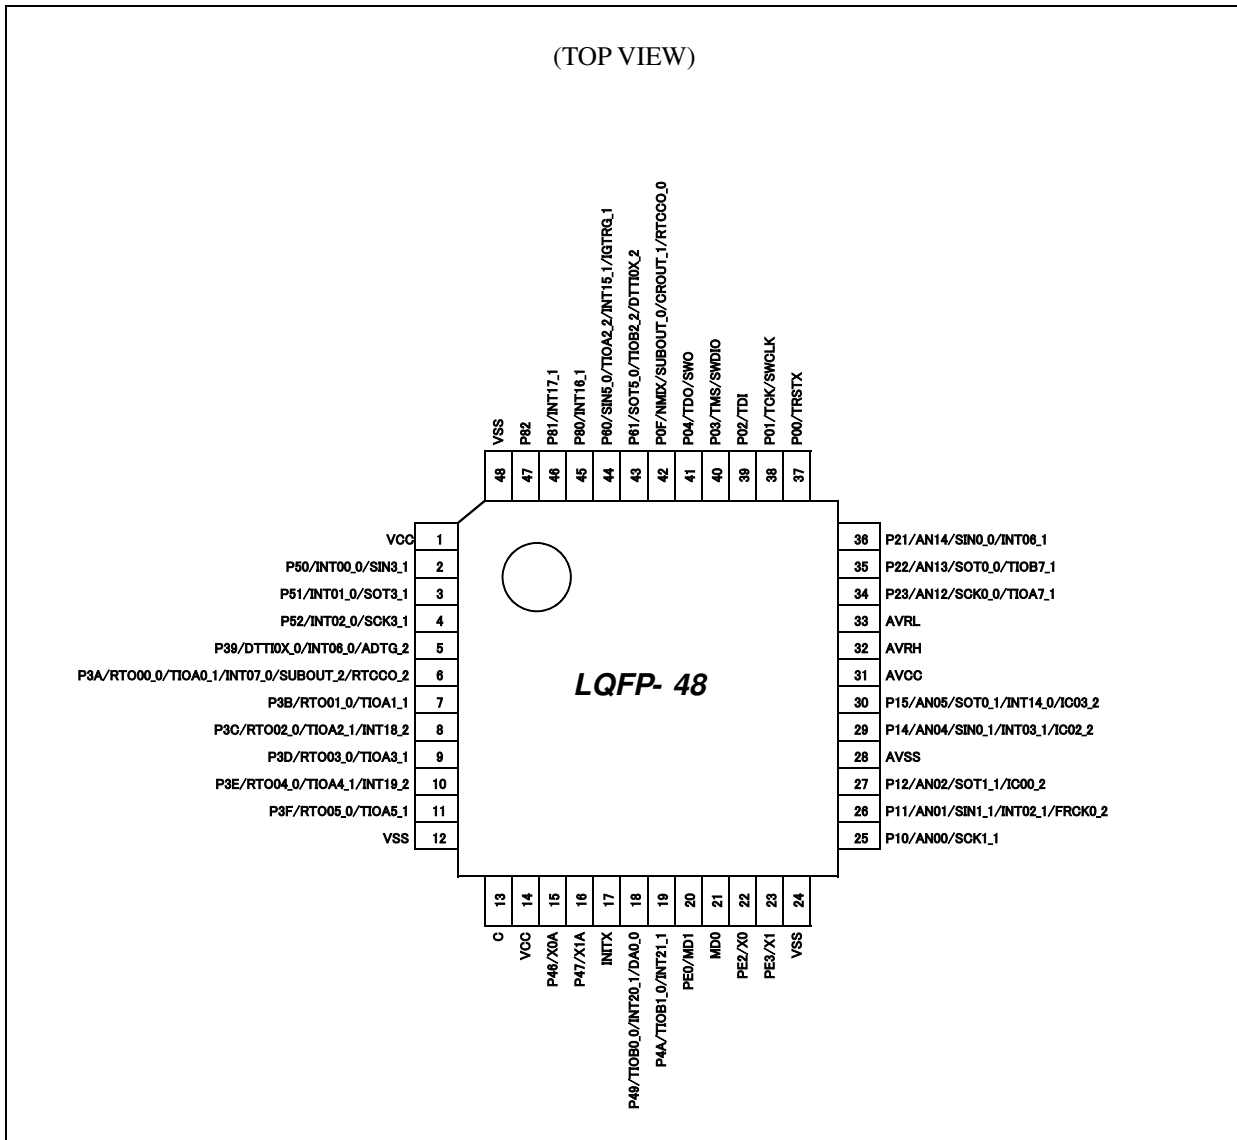 (TOP VIEW)
VSS
P82
P81/INT17_1
P80/INT16_1
P60/SIN5_0/TIOA2_2/INT15_1/IGTRG_1
P61/SOT5_0/TIOB2_2/DTTI0X_2
P0F/NMIX/SUBOUT_0/CROUT_1/RTCCO_0
P04/TDO/SWO
P03/TMS/SWDIO
P02/TDI
P01/TCK/SWCLK
P00/TRSTX
48
47
46
45
44
43
42
41
40
39
38
37
VCC 1
P50/INT00_0/SIN3_1 2
P51/INT01_0/SOT3_1 3
P52/INT02_0/SCK3_1 4
P39/DTTI0X_0/INT06_0/ADTG_2 5
P3A/RTO00_0/TIOA0_1/INT07_0/SUBOUT_2/RTCCO_2 6
P3B/RTO01_0/TIOA1_1 7
P3C/RTO02_0/TIOA2_1/INT18_2 8
P3D/RTO03_0/TIOA3_1 9
P3E/RTO04_0/TIOA4_1/INT19_2 10
P3F/RTO05_0/TIOA5_1 11
VSS 12
LQFP- 48
36 P21/AN14/SIN0_0/INT06_1
35 P22/AN13/SOT0_0/TIOB7_1
34 P23/AN12/SCK0_0/TIOA7_1
33 AVRL
32 AVRH
31 AVCC
30 P15/AN05/SOT0_1/INT14_0/IC03_2
29 P14/AN04/SIN0_1/INT03_1/IC02_2
28 AVSS
27 P12/AN02/SOT1_1/IC00_2
26 P11/AN01/SIN1_1/INT02_1/FRCK0_2
25 P10/AN00/SCK1_1
13
14
15
16
17
18
19
20
21
22
23
24
C
VCC
P46/X0A
P47/X1A
INITX
P49/TIOB0_0/INT20_1/DA0_0
P4A/TIOB1_0/INT21_1
PE0/MD1
MD0
PE2/X0
PE3/X1
VSS